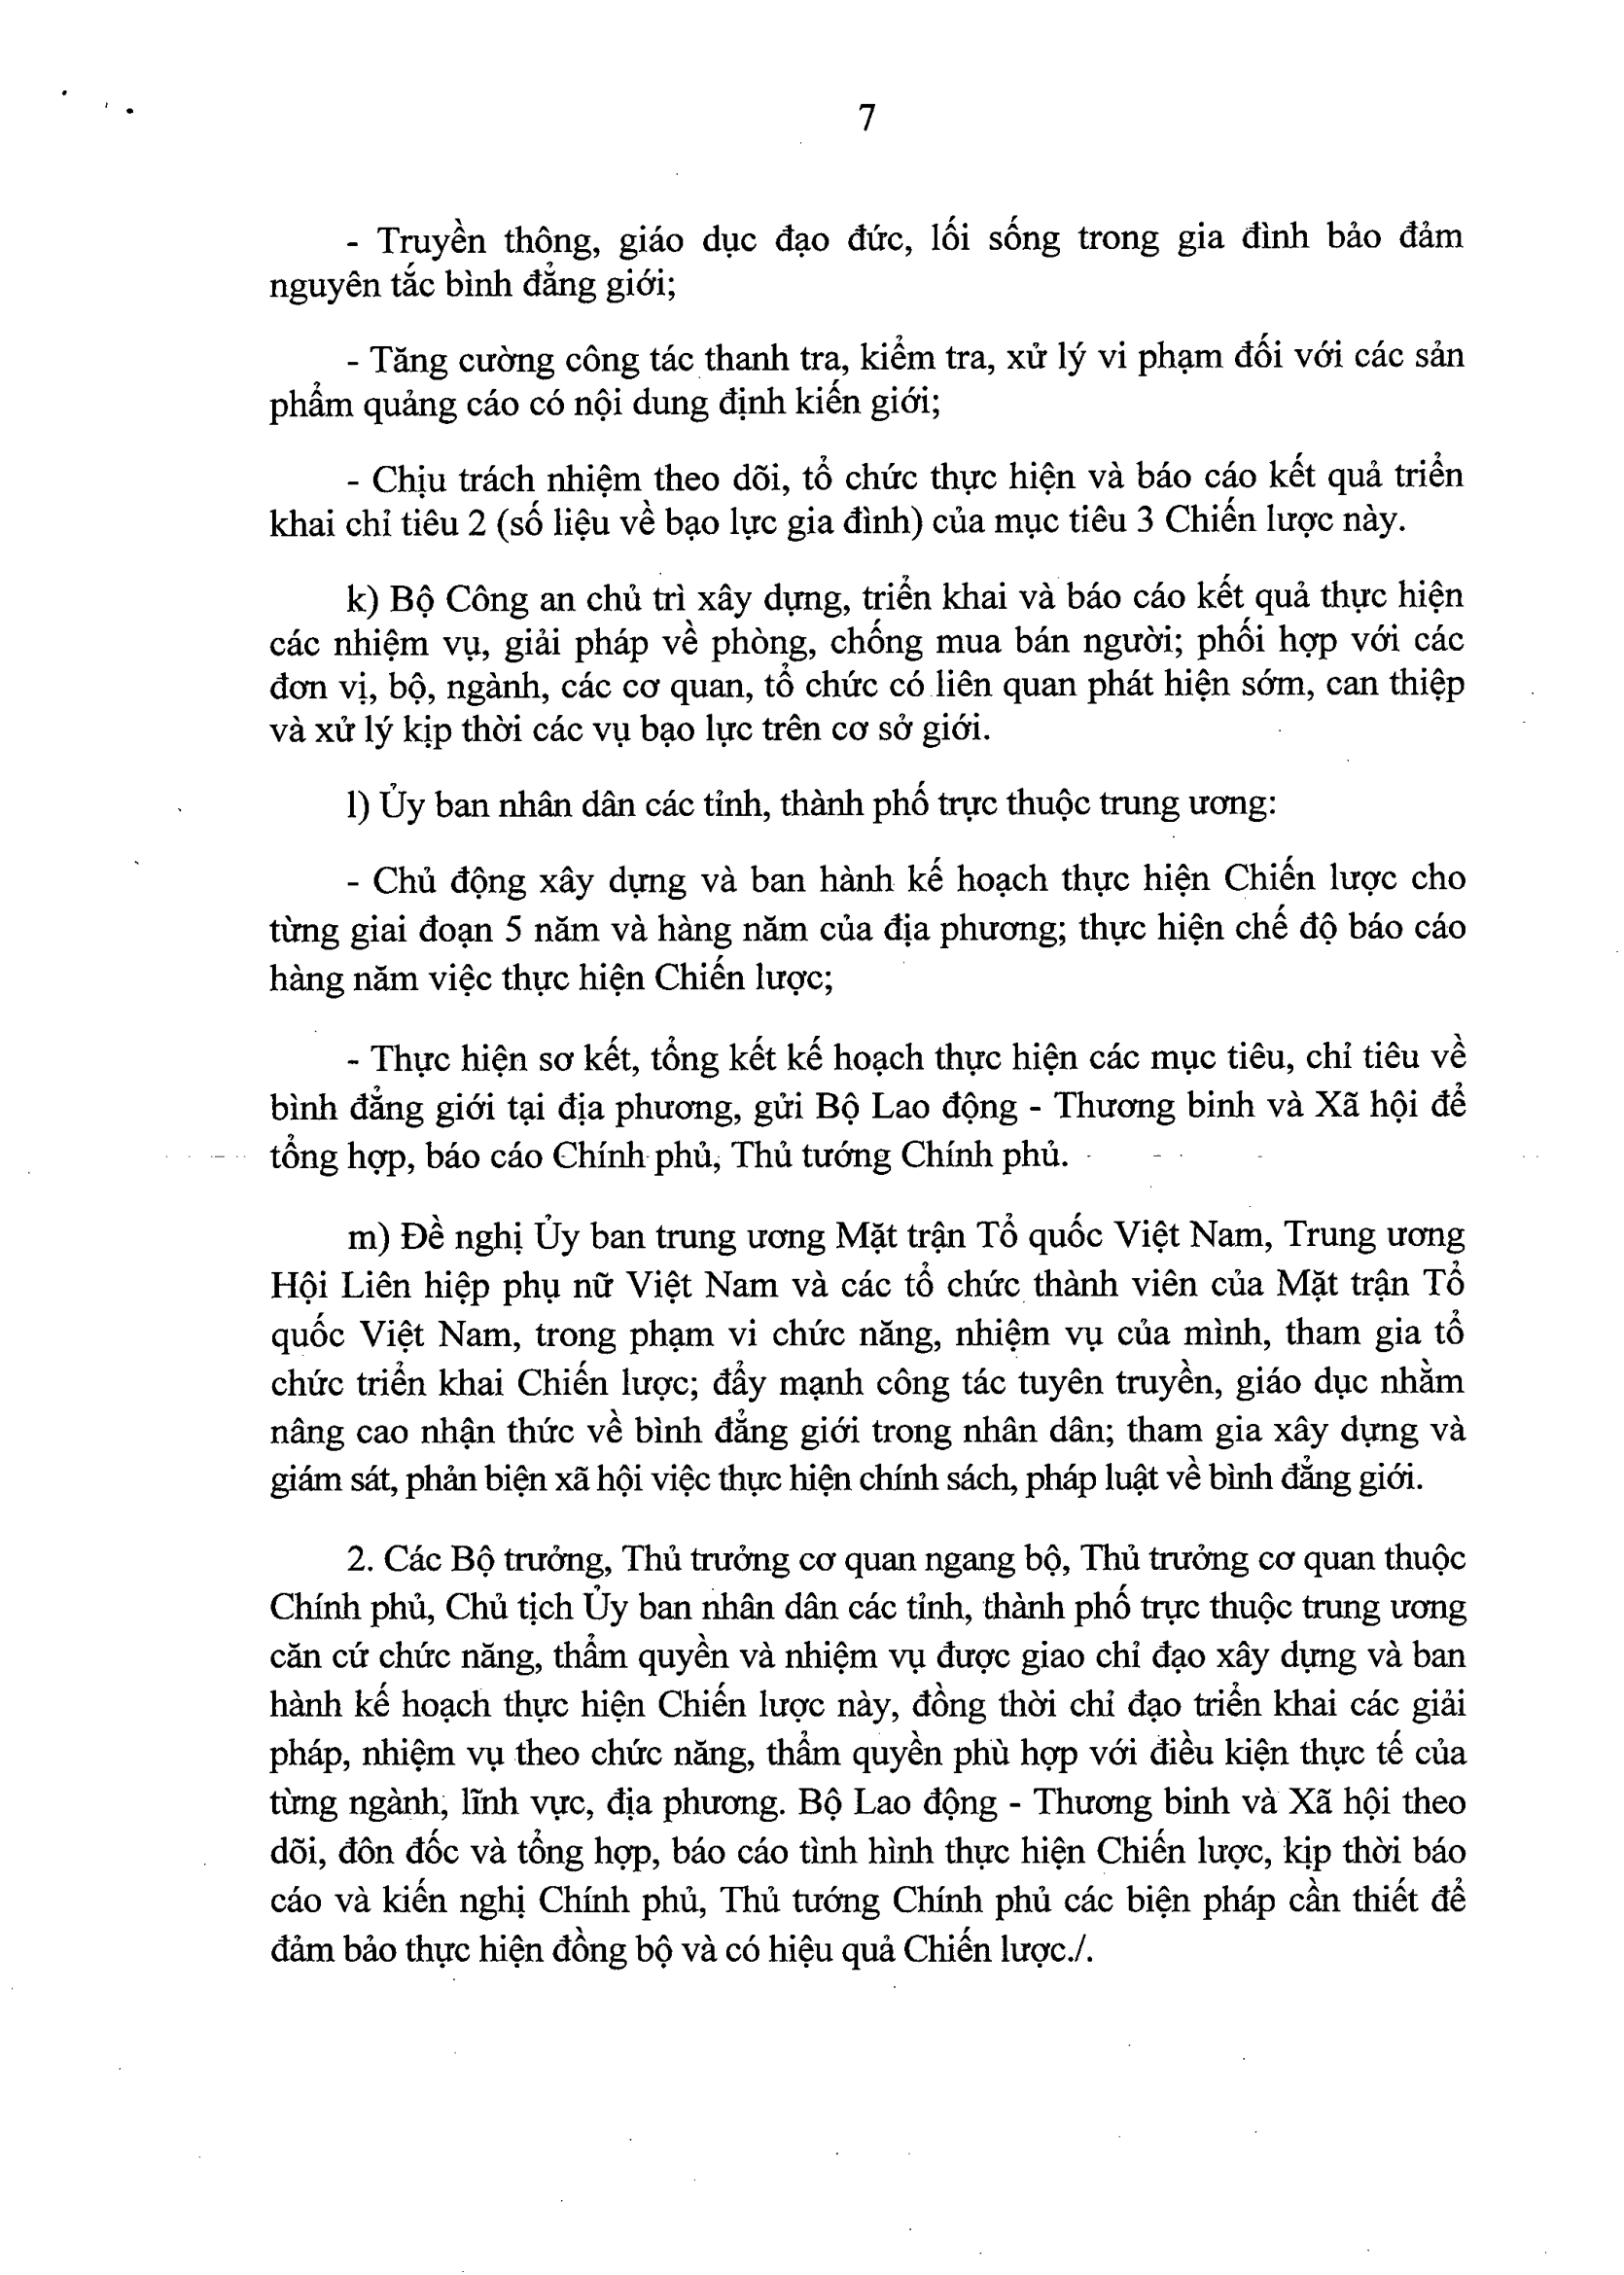 7
- Truyền thông, giáo dục đạo đức, lối sống trong gia đình bảo đảm
nguyên tắc bình đẳng giới;
- Tăng cường công tác thanh tra, kiểm tra, xử lý vi phạm đối với các sản
phẩm quảng cáo có nội dung định kiến giới;
- Chịu trách nhiệm theo dõi, tổ chức thực hiện và báo cáo kết quả triển
khai chỉ tiêu 2 (số liệu về bạo lực gia đình) của mục tiêu 3 Chiến lược này.
k) Bộ Công an chủ trì xây dựng, triển khai và báo cáo kết quả thực hiện
các nhiệm vụ, giải pháp về phòng, chống mua bán người; phối hợp với các
đơn vị, bộ, ngành, các cơ quan, tổ chức có liên quan phát hiện sớm, can thiệp
và xử lý kịp thời các vụ bạo lực trên cơ sở giới.
l) Ủy ban nhân dân các tỉnh, thành phố trực thuộc trung ương:
- Chủ động xây dựng và ban hành kế hoạch thực hiện Chiến lược cho
từng giai đoạn 5 năm và hàng năm của địa phương; thực hiện chế độ báo cáo
hàng năm việc thực hiện Chiến lược;
- Thực hiện sơ kết, tổng kết kế hoạch thực hiện các mục tiêu, chỉ tiêu về
bình đẳng giới tại địa phương, gửi Bộ Lao động - Thương binh và Xã hội để
tổng hợp, báo cáo Chính phủ, Thủ tướng Chính phủ.
m) Đề nghị Ủy ban trung ương Mặt trận Tổ quốc Việt Nam, Trung ương
Hội Liên hiệp phụ nữ Việt Nam và các tổ chức thành viên của Mặt trận Tổ
quốc Việt Nam, trong phạm vi chức năng, nhiệm vụ của mình, tham gia tổ
chức triển khai Chiến lược; đẩy mạnh công tác tuyên truyền, giáo dục nhằm
nâng cao nhận thức về bình đẳng giới trong nhân dân; tham gia xây dựng và
giám sát, phản biện xã hội việc thực hiện chính sách, pháp luật về bình đẳng giới.
2. Các Bộ trưởng, Thủ trưởng cơ quan ngang bộ, Thủ trưởng cơ quan thuộc
Chính phủ, Chủ tịch Ủy ban nhân dân các tỉnh, thành phố trực thuộc trung ương
căn cứ chức năng, thẩm quyền và nhiệm vụ được giao chỉ đạo xây dựng và ban
hành kế hoạch thực hiện Chiến lược này, đồng thời chỉ đạo triển khai các giải
pháp, nhiệm vụ theo chức năng, thẩm quyền phù hợp với điều kiện thực tế của
từng ngành, lĩnh vực, địa phương. Bộ Lao động - Thương binh và Xã hội theo
dõi, đôn đốc và tổng hợp, báo cáo tình hình thực hiện Chiến lược, kịp thời báo
cáo và kiến nghị Chính phủ, Thủ tướng Chính phủ các biện pháp cần thiết để
đảm bảo thực hiện đồng bộ và có hiệu quả Chiến lược./.